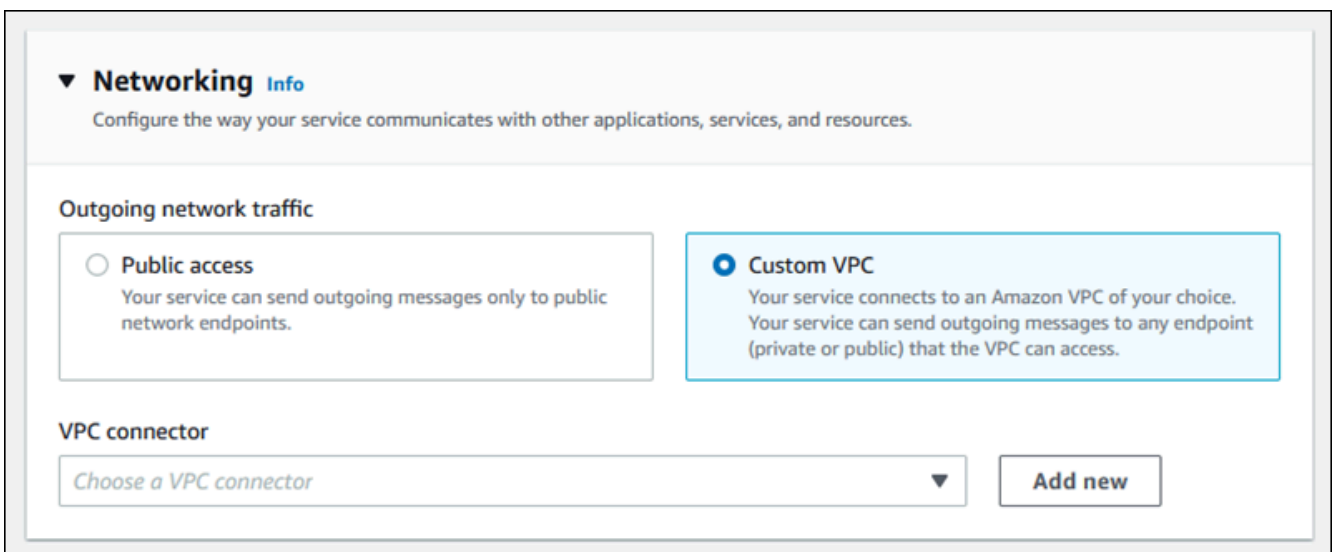 Networking Info
Configure the way your service communicates with other applications, services, and resources.
Outgoing network traffic
Public access
Your service can send outgoing messages only to public
network endpoints.
Custom VPC
Your service connects to an Amazon VPC of your choice.
Your service can send outgoing messages to any endpoint
(private or public) that the VPC can access.
VPC connector
Choose a VPC connector
Add new